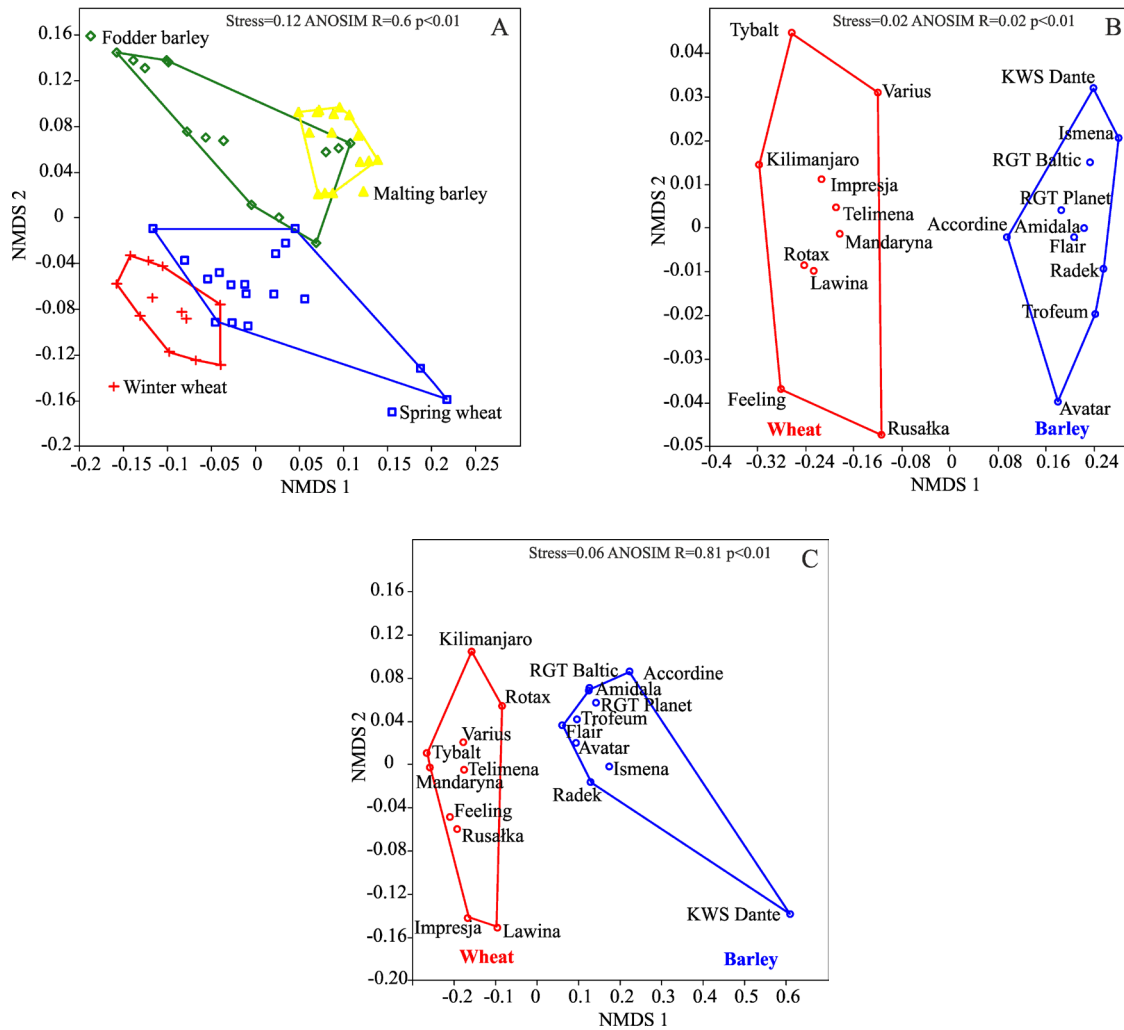 Stress=0.12 ANOSIM R=0.6 p<0.01
A
Fodder barley
Malting barley
Winter wheat
Spring wheat
NMDS 2
0.16
0.12
0.08
0.04
0
-0.04
-0.08
-0.12
-0.16
-0.2
-0.2 -0.15 -0.1 -0.05 0 0.05 0.1 0.15 0.2 0.25
NMDS 1
Stress=0.02 ANOSIM R=0.02 p<0.01
B
Tybalt
KWS Dante
Varius
Ismena
Kilimanjaro
RGT Baltic
Impresja
RGT Planet
Telimena
Accordine
Amidala
Mandaryna
Flair
Rotax
Radek
Lawina
Trofeum
Feeling
Avatar
Rusałka
Wheat
Barley
NMDS 2
0.04
0.03
0.02
0.01
0
-0.01
-0.02
-0.03
-0.04
-0.05
-0.4 -0.32 -0.24 -0.16 -0.08 0 0.08 0.16 0.24
NMDS 1
Stress=0.06 ANOSIM R=0.81 p<0.01
C
Kilimanjaro
RGT Baltic
Accordine
Amidala
Rotax
RGT Planet
Trofeum
Varius
Flair
Avatar
Tybalt
Telimena
Ismena
Mandaryna
Radek
Feeling
Rusałka
KWS Dante
Impresja
Lawina
Wheat
Barley
NMDS 2
0.16
0.12
0.08
0.04
0
-0.04
-0.08
-0.12
-0.16
-0.20
-0.2 -0.1 0 0.1 0.2 0.3 0.4 0.5 0.6
NMDS 1